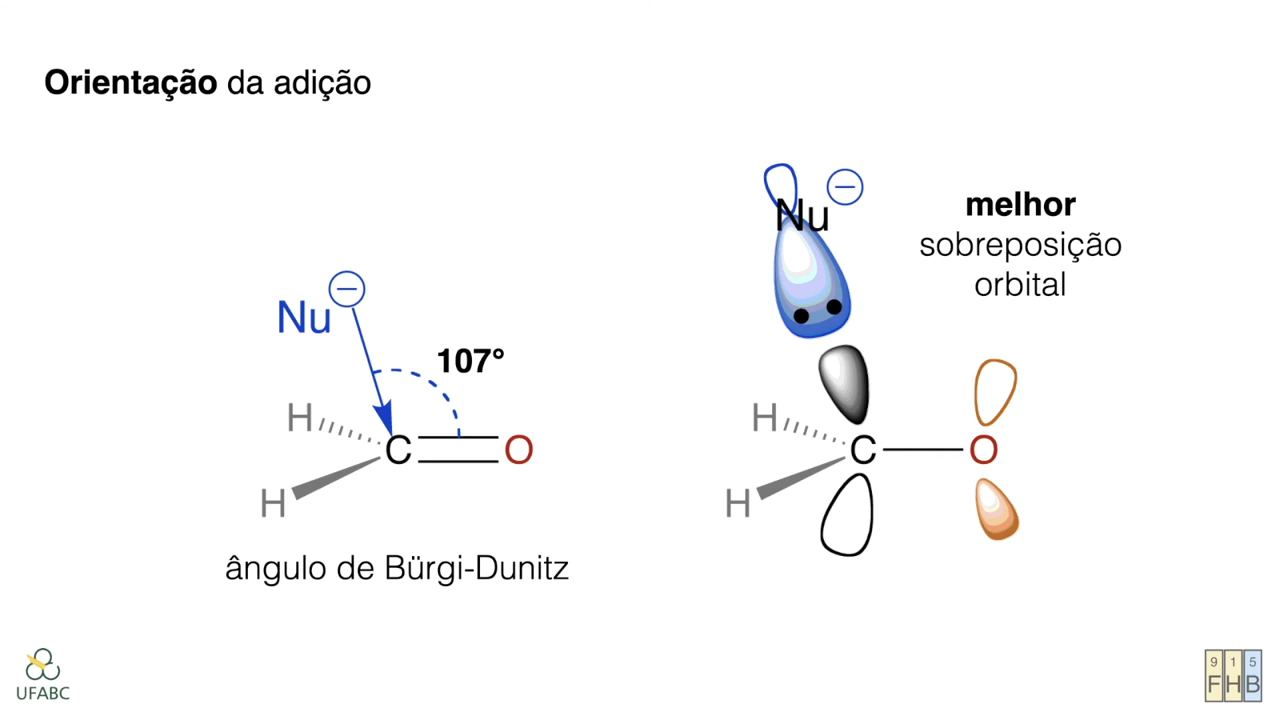 Orientação da adição
Nu
107°
H
C
O
H
ângulo de Bürgi-Dunitz
Nu
melhor
sobreposição
orbital
H
C
O
H
UFABC
9 1 5
F H B